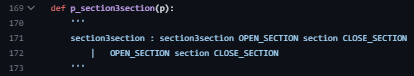 169 def p_section3section(p):
170 '''
171 section3section : section3section OPEN_SECTION section CLOSE_SECTION
172 | OPEN_SECTION section CLOSE_SECTION
173 '''